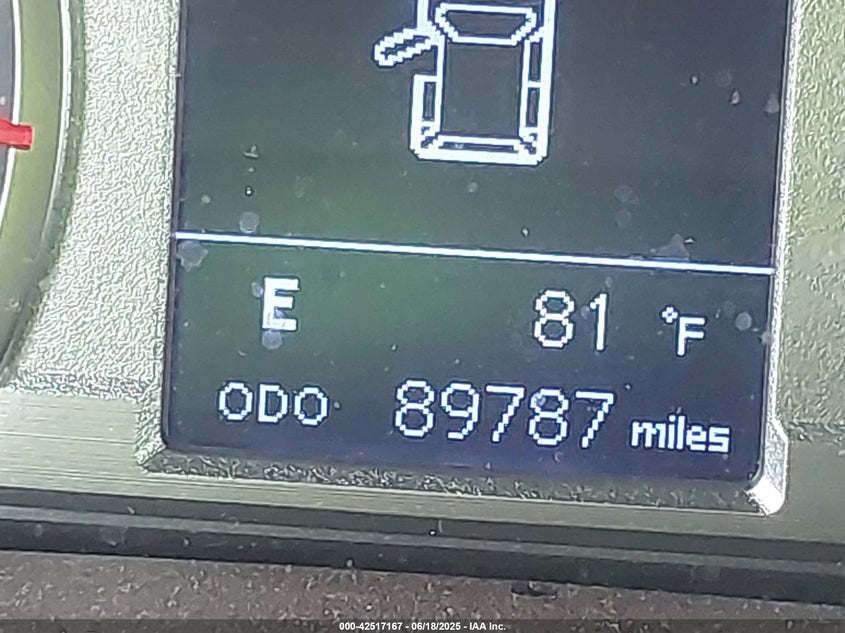 E 81 °F
ODO 89787 miles
000-42517167 - 06/18/2025 - IAA Inc.